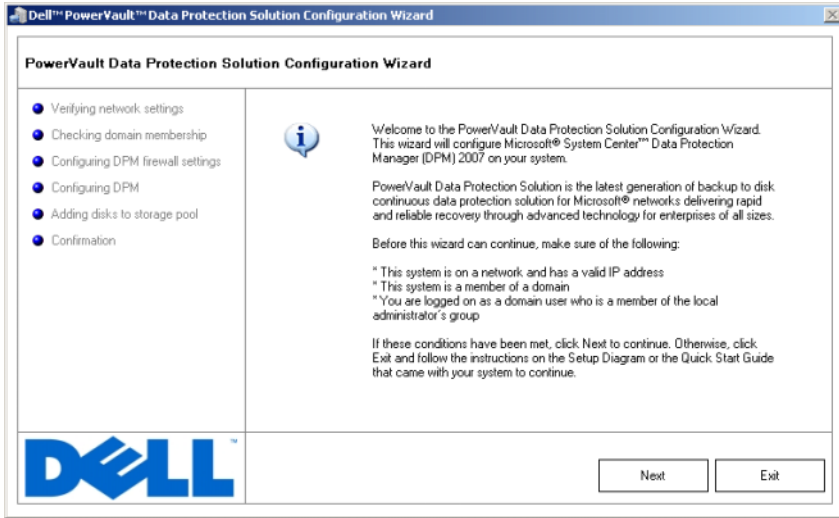 Dell™ PowerVault™ Data Protection Solution Configuration Wizard
PowerVault Data Protection Solution Configuration Wizard
Verifying network settings
Checking domain membership
Configuring DPM firewall settings
Configuring DPM
Adding disks to storage pool
Confirmation
Welcome to the PowerVault Data Protection Solution Configuration Wizard.
This wizard will configure Microsoft® System Center™ Data Protection
Manager (DPM) 2007 on your system.
PowerVault Data Protection Solution is the latest generation of backup to disk
continuous data protection solution for Microsoft® networks delivering rapid
and reliable recovery through advanced technology for enterprises of all sizes.
Before this wizard can continue, make sure of the following:
* This system is on a network and has a valid IP address
* This system is a member of a domain
* You are logged on as a domain user who is a member of the local
administrator's group
If these conditions have been met, click Next to continue. Otherwise, click
Exit and follow the instructions on the Setup Diagram or the Quick Start Guide
that came with your system to continue.
DELL™
Next
Exit